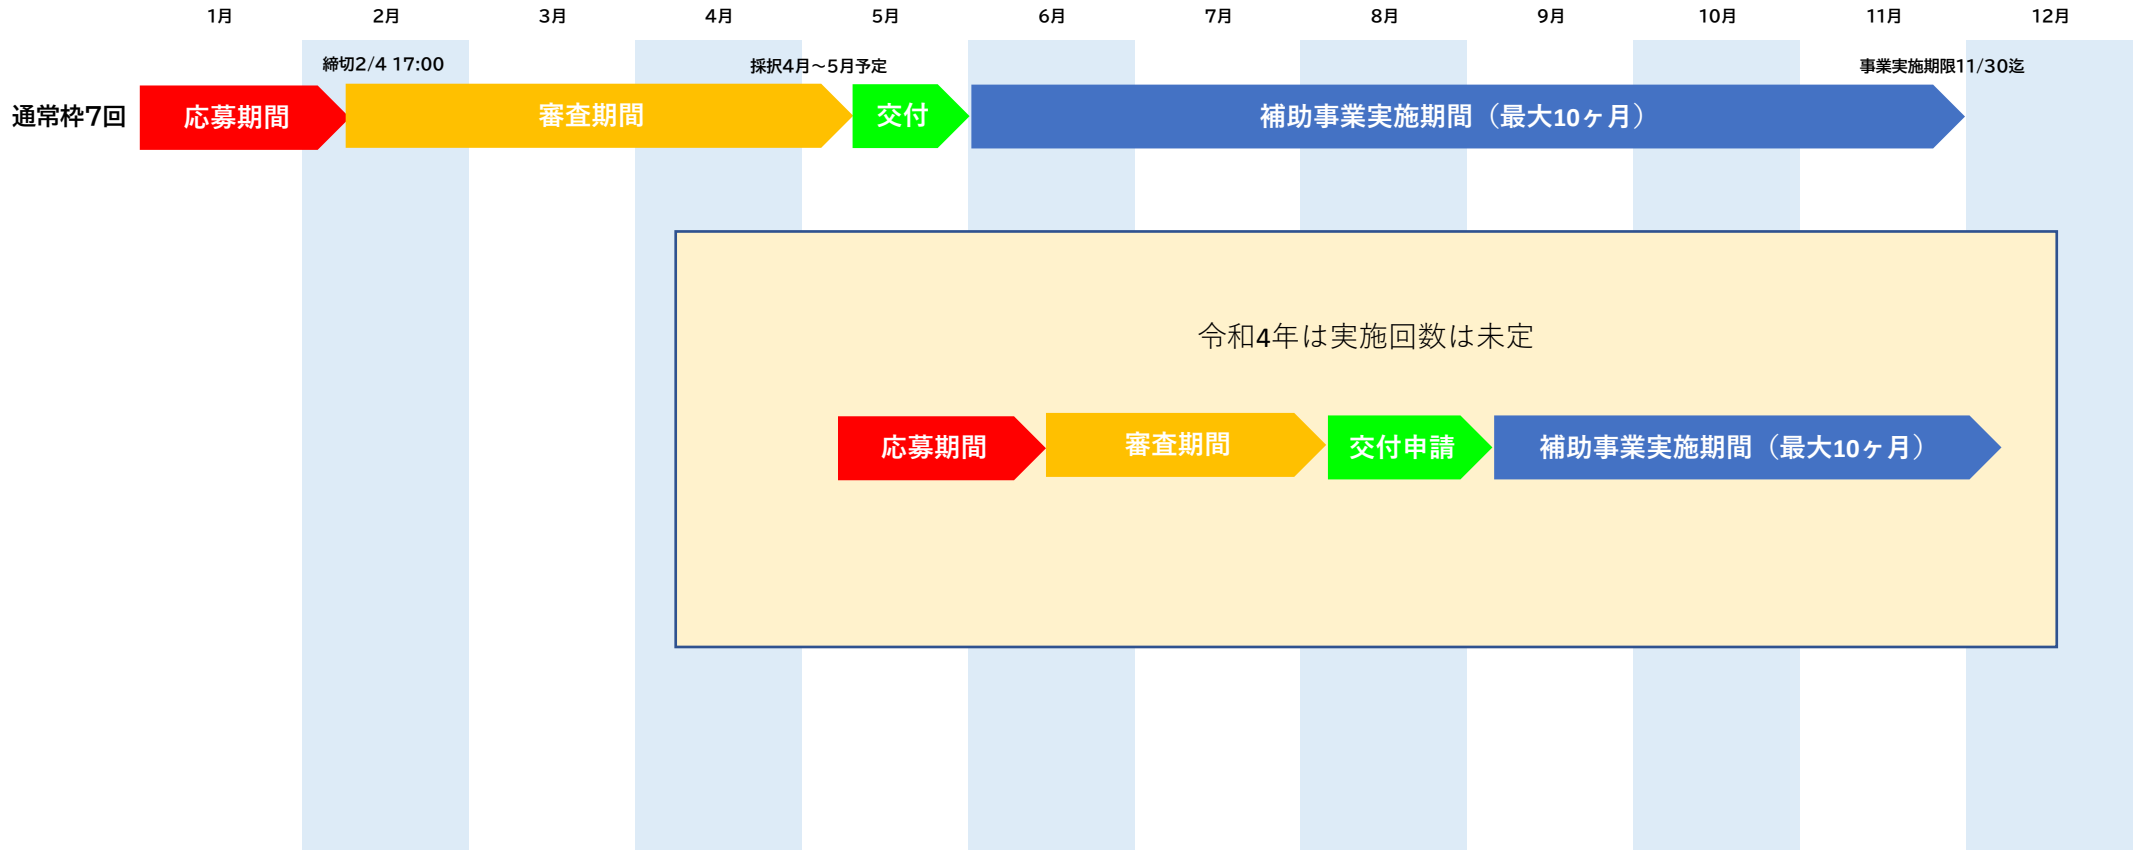 1月 2月 3月 4月 5月 6月 7月 8月 9月 10月 11月 12月
締切2/4 17:00 採択4月～5月予定 事業実施期限11/30迄
通常枠7回 応募期間 審査期間 交付 補助事業実施期間（最大10ヶ月）
令和4年は実施回数は未定
応募期間 審査期間 交付申請 補助事業実施期間（最大10ヶ月）